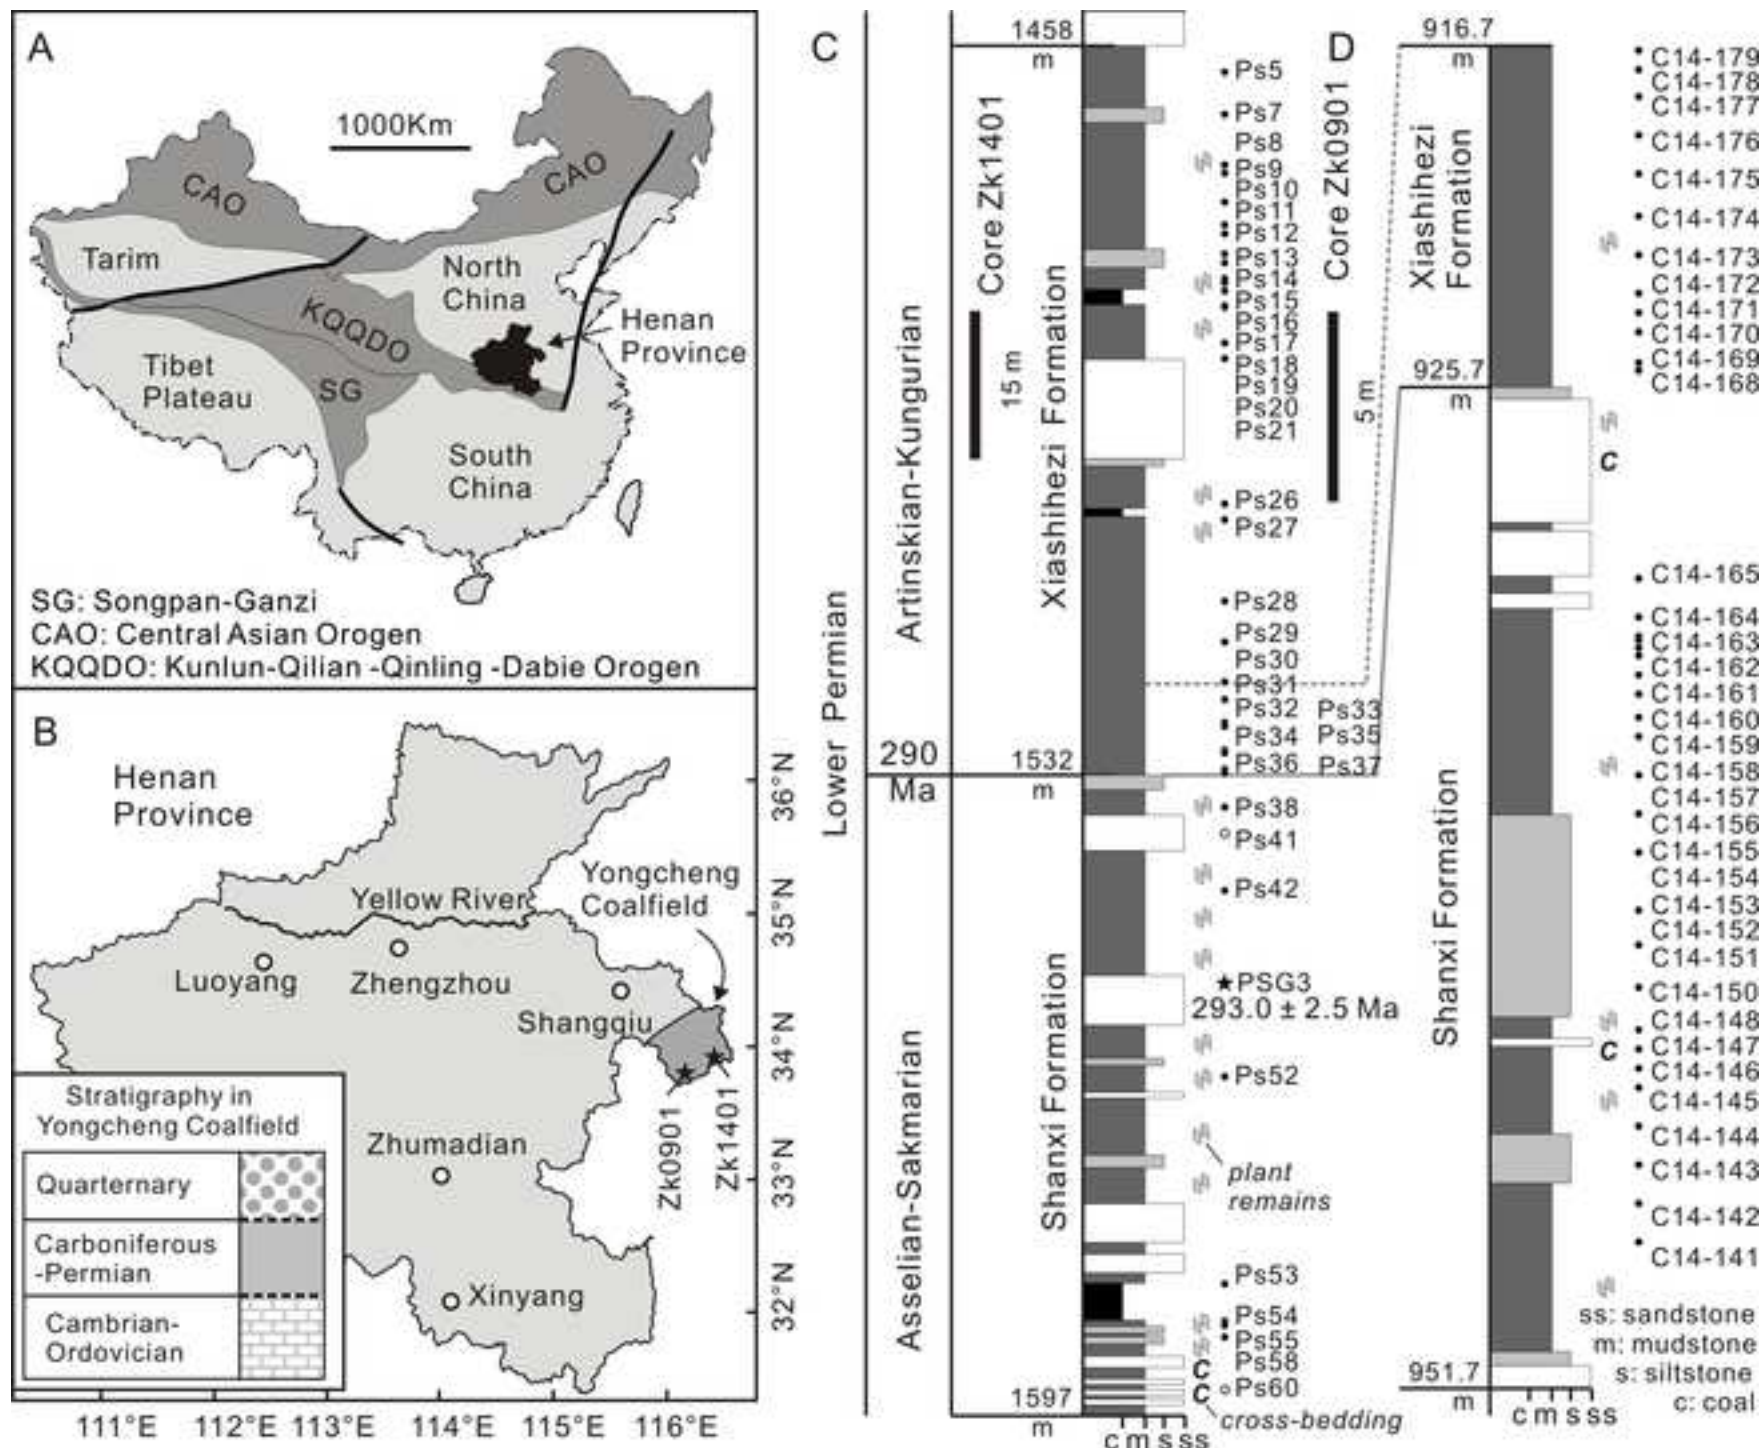 A
1000Km
CAO
CAO
Tarim
North
China
KQQDO
Henan
Province
Tibet
Plateau
SG
South
China
SG: Songpan-Ganzi
CAO: Central Asian Orogen
KQQDO: Kunlun-Qilian -Qinling -Dabie Orogen
B
Henan
Province
Yongcheng
Coalfield
Yellow River
Luoyang
Zhengzhou
Shangqiu
Zk0901
Zk1401
Zhumadian
Xinyang
Stratigraphy in
Yongcheng Coalfield
Quarternary
Carboniferous
-Permian
Cambrian-
Ordovician
36°N
35°N
34°N
33°N
32°N
111°E
112°E
113°E
114°E
115°E
116°E
C
Lower Permian
Artinskian-Kungurian
290
Ma
Asselian-Sakmarian
1458
m
Core Zk1401
15 m
Xiashihezi Formation
1532
m
Shanxi Formation
1597
m
Ps5
Ps7
Ps8
Ps9
Ps10
Ps11
Ps12
Ps13
Ps14
Ps15
Ps16
Ps17
Ps18
Ps19
Ps20
Ps21
Ps26
Ps27
Ps28
Ps29
Ps30
Ps31
Ps32 Ps33
Ps34 Ps35
Ps36 Ps37
Ps38
Ps41
Ps42
PSG3
293.0 ± 2.5 Ma
Ps52
plant
remains
Ps53
Ps54
Ps55
Ps58
C
C Ps60
cross-bedding
c m s ss
D
Core Zk0901
5 m
916.7
m
Xiashihezi
Formation
925.7
m
Shanxi Formation
951.7
m
C
C
C14-179
C14-178
C14-177
C14-176
C14-175
C14-174
C14-173
C14-172
C14-171
C14-170
C14-169
C14-168
C14-165
C14-164
C14-163
C14-162
C14-161
C14-160
C14-159
C14-158
C14-157
C14-156
C14-155
C14-154
C14-153
C14-152
C14-151
C14-150
C14-148
C14-147
C14-146
C14-145
C14-144
C14-143
C14-142
C14-141
ss: sandstone
m: mudstone
s: siltstone
c: coal
c m s ss